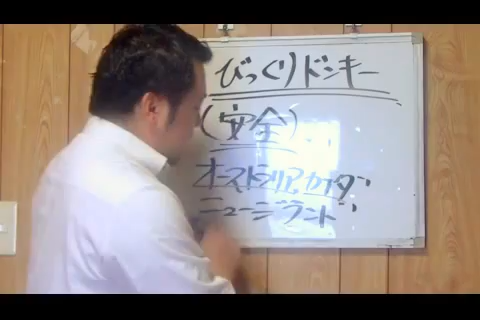 びっくりドンキー
(安全)
オーストラリア、カナダ
ニュージランド